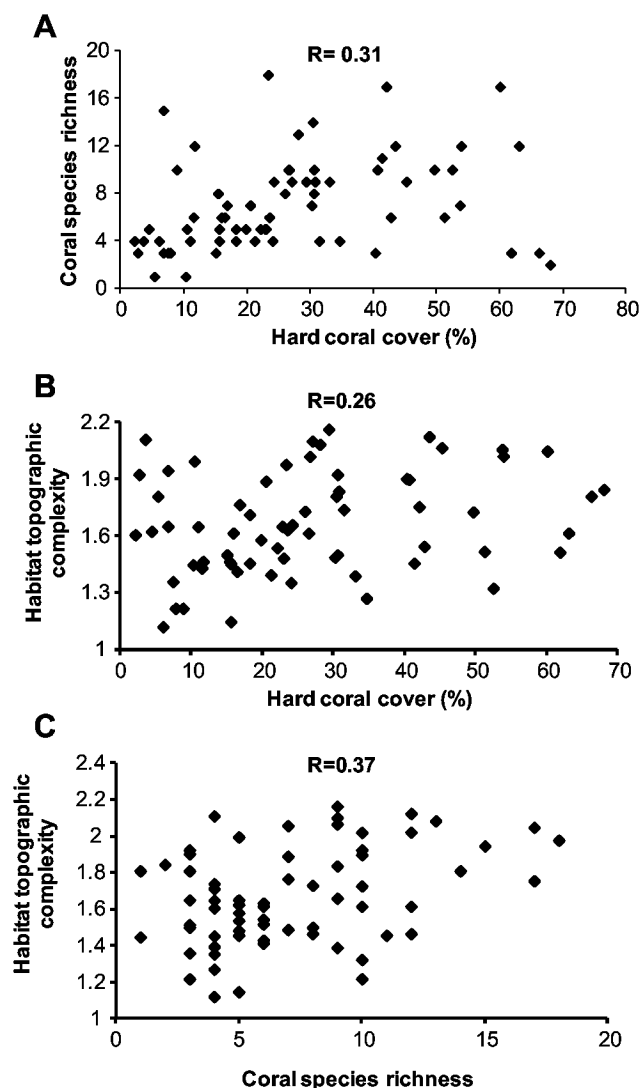 A
R= 0.31
Coral species richness
20
16
12
8
4
0
0 10 20 30 40 50 60 70 80
Hard coral cover (%)
B
R=0.26
Habitat topographic
complexity
2.2
1.9
1.6
1.3
1
0 10 20 30 40 50 60 70
Hard coral cover (%)
C
R=0.37
Habitat topographic
complexity
2.4
2.2
2
1.8
1.6
1.4
1.2
1
0 5 10 15 20
Coral species richness